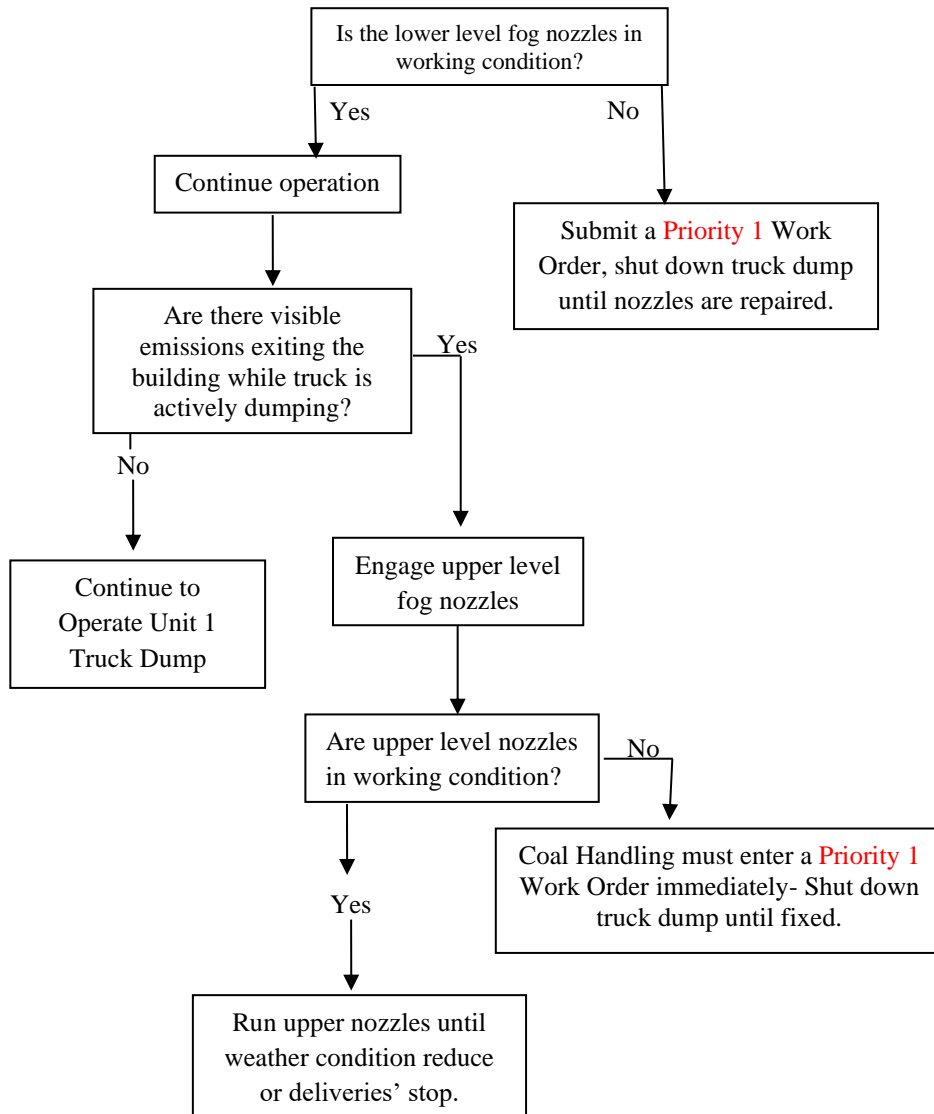 Is the lower level fog nozzles in
working condition?
Yes
No
Continue operation
Submit a Priority 1 Work
Order, shut down truck dump
until nozzles are repaired.
Are there visible
emissions exiting the
building while truck is
actively dumping?
Yes
No
Continue to
Operate Unit 1
Truck Dump
Engage upper level
fog nozzles
Are upper level nozzles
in working condition?
No
Coal Handling must enter a Priority 1
Work Order immediately- Shut down
truck dump until fixed.
Yes
Run upper nozzles until
weather condition reduce
or deliveries’ stop.